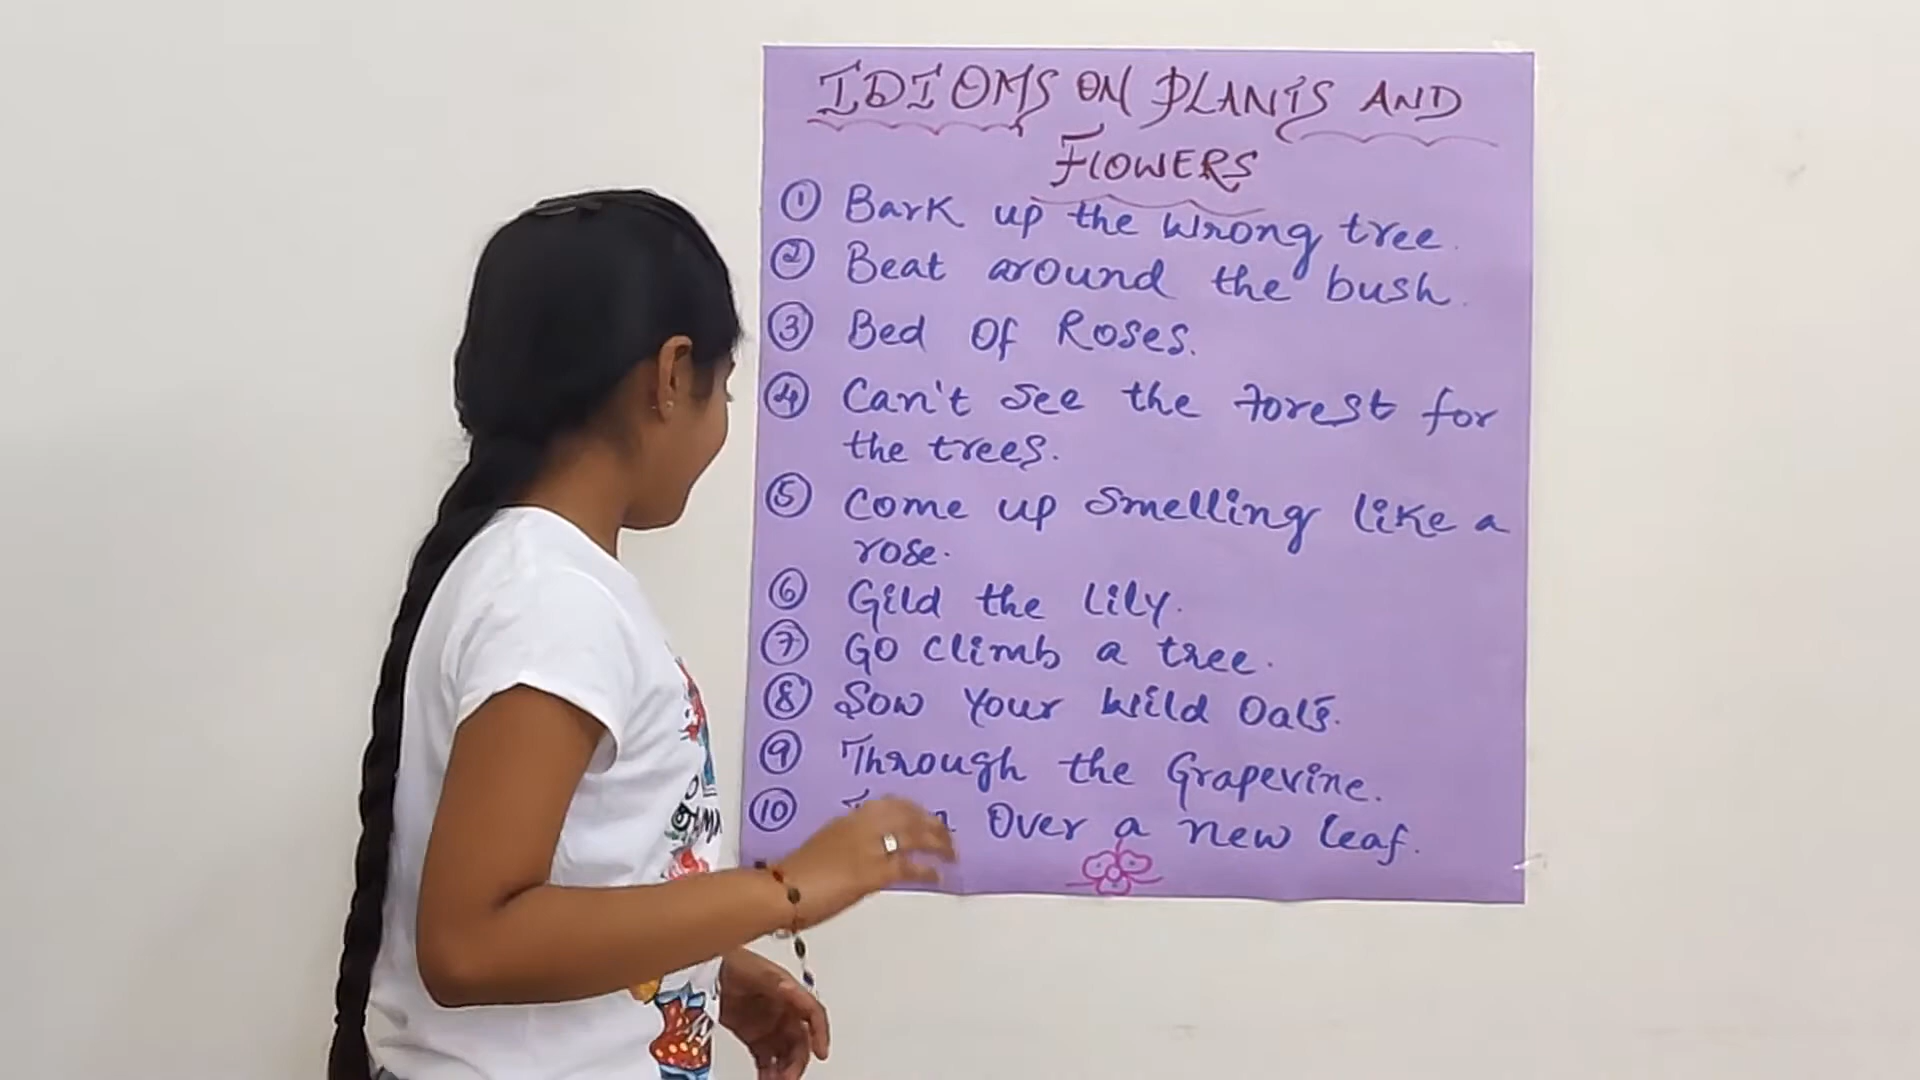 IDIOMS ON PLANTS AND
FLOWERS
① Bark up the wrong tree.
② Beat around the bush.
③ Bed Of Roses.
④ Can't see the forest for
the trees.
⑤ Come up smelling like a
rose.
⑥ Gild the Lily.
⑦ Go climb a tree.
⑧ Sow Your Wild Oats.
⑨ Through the Grapevine.
⑩ Over a new leaf.